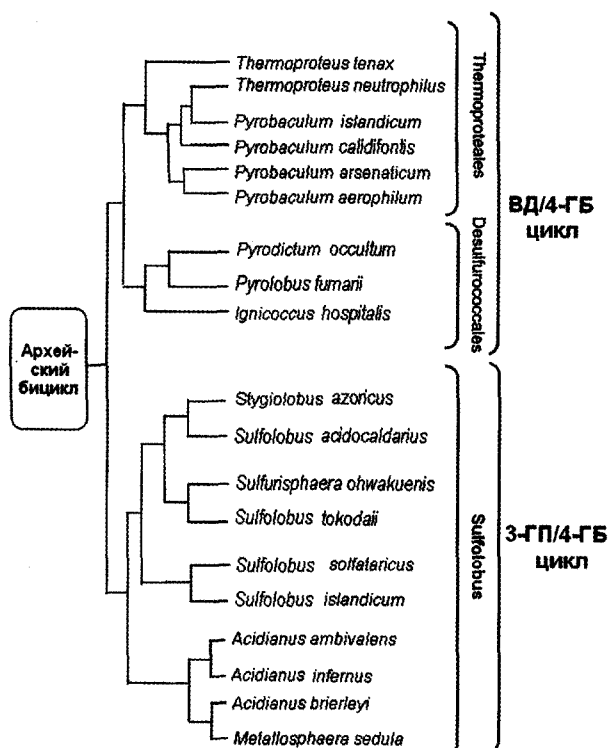 Thermoproteus tenax
Thermoproteus neutrophilus
Pyrobaculum islandicum
Pyrobaculum calidifontis
Pyrobaculum arsenaticum
Pyrobaculum aerophilum
Thermoproteales
Pyrodictum occultum
Pyrolobus fumarii
Ignicoccus hospitalis
Desulfurococcales
ВД/4-ГБ
цикл
Архей-
ский
бицикл
Stygiolobus azoricus
Sulfolobus acidocaldarius
Sulfurisphaera ohwakuenis
Sulfolobus tokodaii
Sulfolobus solfataricus
Sulfolobus islandicum
Acidianus ambivalens
Acidianus infernus
Acidianus brierleyi
Metallosphaera sedula
Sulfolobus
3-ГП/4-ГБ
цикл